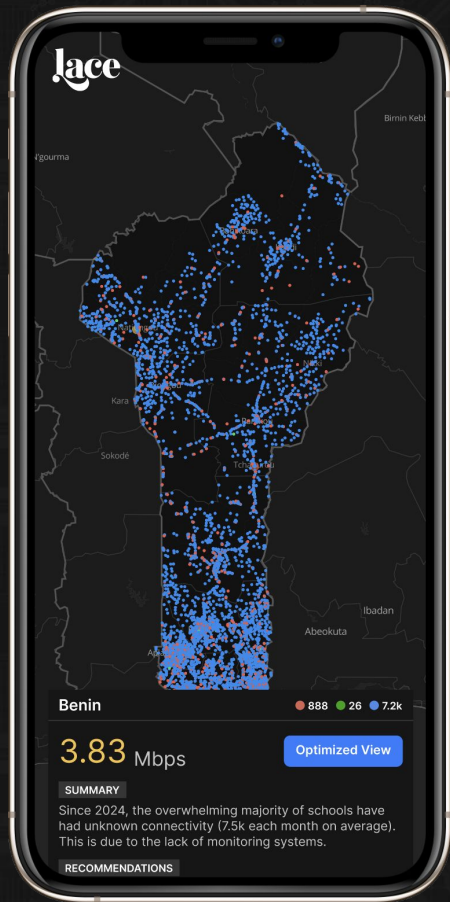 lace
Birnin Kebb
N'gourma
Kara
Sokodè
Ibadan
Abeokuta
Benin
888 26 7.2k
3.83 Mbps
Optimized View
SUMMARY
Since 2024, the overwhelming majority of schools have
had unknown connectivity (7.5k each month on average).
This is due to the lack of monitoring systems.
RECOMMENDATIONS